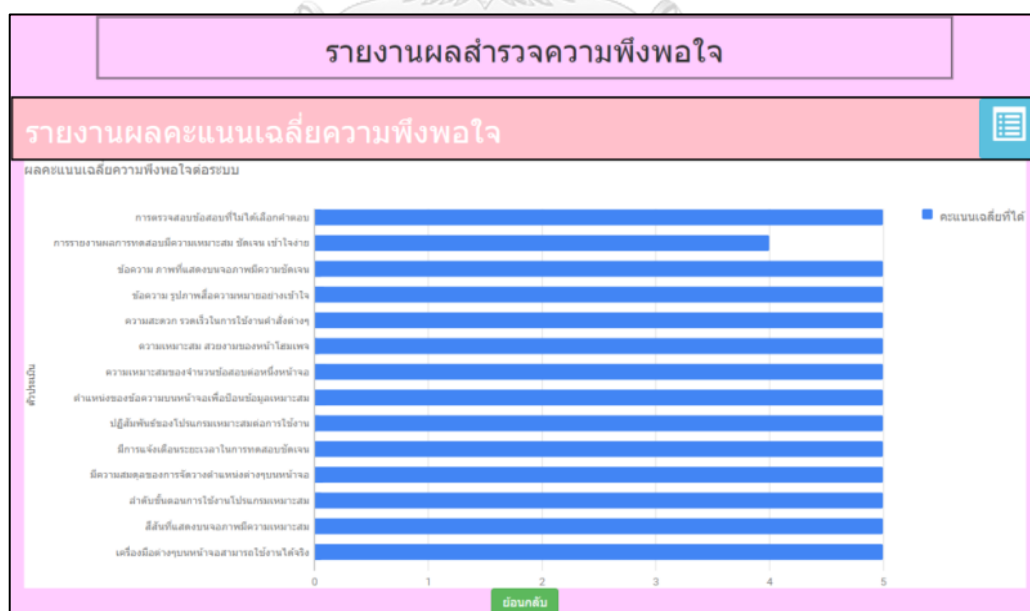 รายงานผลสำรวจความพึงพอใจ
รายงานผลคะแนนเฉลี่ยความพึงพอใจ
ผลคะแนนเฉลี่ยความพึงพอใจต่อระบบ
คะแนนเฉลี่ยที่ได้
ตัวประเมิน
การตรวจสอบข้อสอบที่ไม่ได้เลือกคำตอบ
การรายงานผลการทดสอบมีความเหมาะสม ชัดเจน เข้าใจง่าย
ข้อความ ภาพที่แสดงบนจอภาพมีความชัดเจน
ข้อความ รูปภาพสื่อความหมายอย่างเข้าใจ
ความสะดวก รวดเร็วในการใช้งานคำสั่งต่างๆ
ความเหมาะสม สวยงามของหน้าโฮมเพจ
ความเหมาะสมของจำนวนข้อสอบต่อหนึ่งหน้าจอ
ตำแหน่งของข้อความบนหน้าจอเพื่อป้อนข้อมูลเหมาะสม
ปฏิสัมพันธ์ของโปรแกรมเหมาะสมต่อการใช้งาน
มีการแจ้งเตือนระยะเวลาในการทดสอบชัดเจน
มีความสมดุลของการจัดวางตำแหน่งต่างๆบนหน้าจอ
ลำดับขั้นตอนการใช้งานโปรแกรมเหมาะสม
สีสันที่แสดงบนจอภาพมีความเหมาะสม
เครื่องมือต่างๆบนหน้าจอสามารถใช้งานได้จริง
0 1 2 3 4 5
ย้อนกลับ